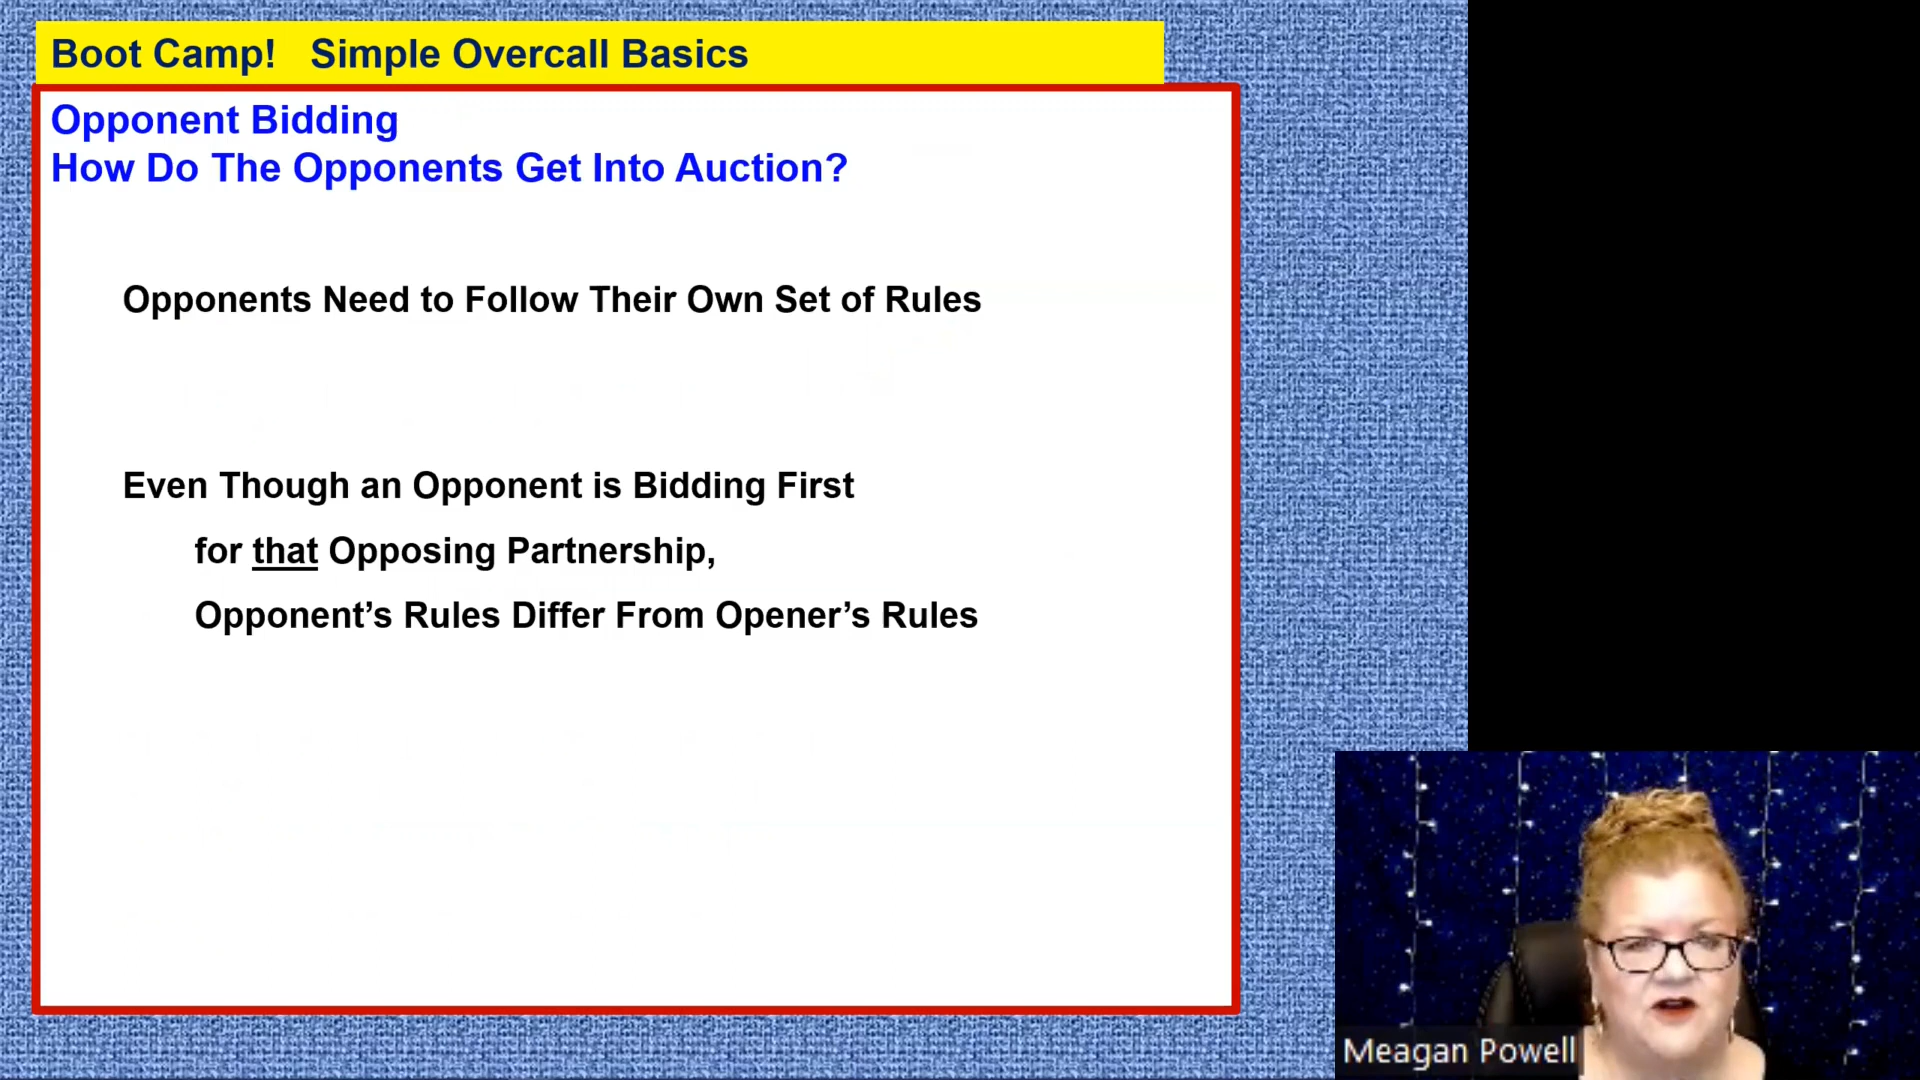 Boot Camp! Simple Overcall Basics
Opponent Bidding
How Do The Opponents Get Into Auction?
Opponents Need to Follow Their Own Set of Rules
Even Though an Opponent is Bidding First
for that Opposing Partnership,
Opponent’s Rules Differ From Opener’s Rules
Meagan Powell